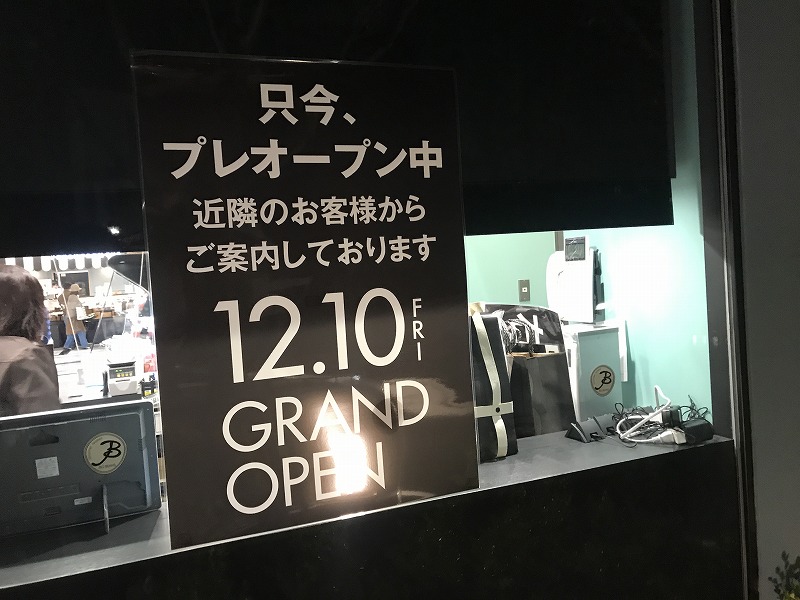 只今、
プレオープン中
近隣のお客様から
ご案内しております
12.10 FRI
GRAND
OPEN
B
B